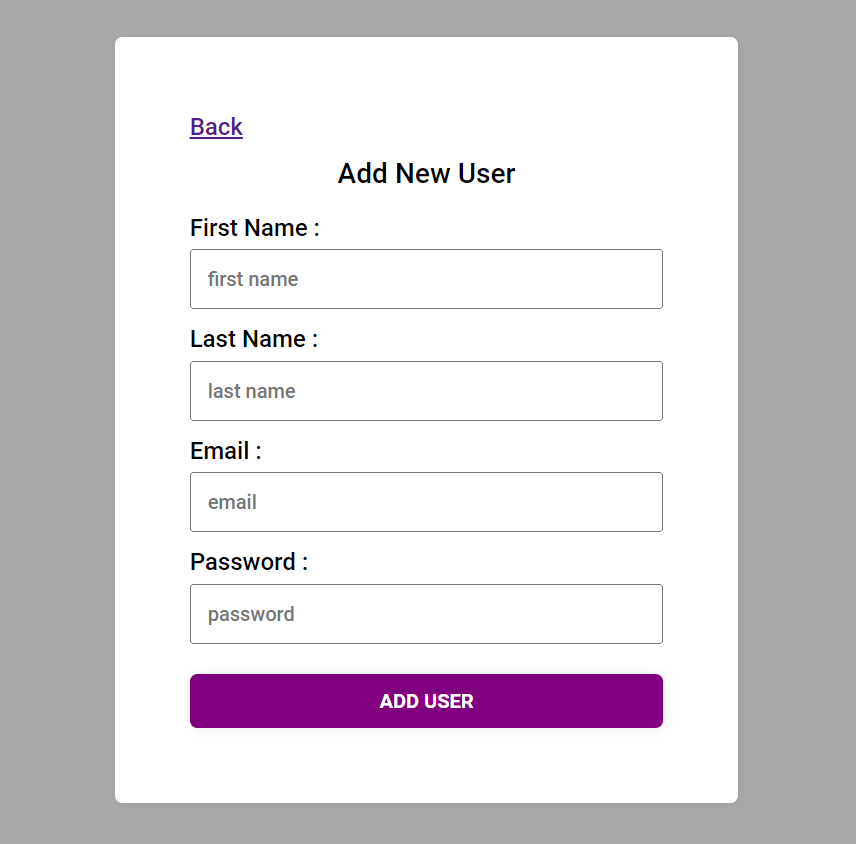 Back
Add New User
First Name :
first name
Last Name :
last name
Email :
email
Password :
password
ADD USER